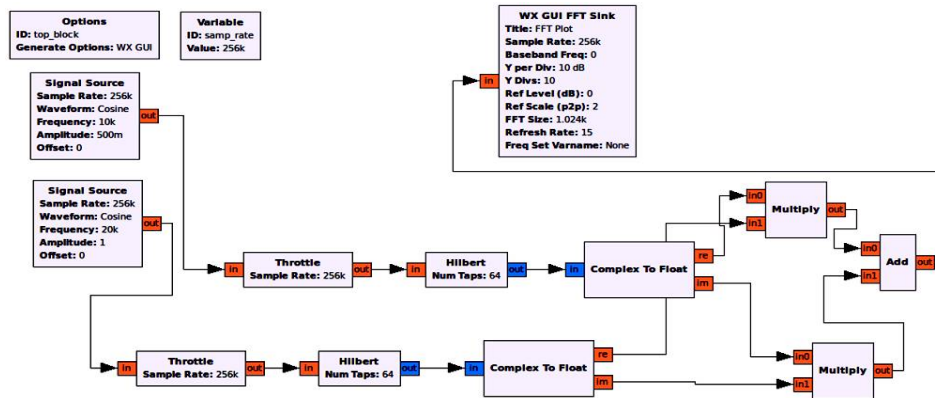 Options
ID: top_block
Generate Options: WX GUI
Variable
ID: samp_rate
Value: 256k
WX GUI FFT Sink
Title: FFT Plot
Sample Rate: 256k
Baseband Freq: 0
Y per Div: 10 dB
Y Divs: 10
Ref Level (dB): 0
Ref Scale (p2p): 2
FFT Size: 1.024k
Refresh Rate: 15
Freq Set Varname: None
in
Signal Source
Sample Rate: 256k
Waveform: Cosine
Frequency: 10k
Amplitude: 500m
Offset: 0
out
Signal Source
Sample Rate: 256k
Waveform: Cosine
Frequency: 20k
Amplitude: 1
Offset: 0
out
in0
in1
Multiply
out
in
Throttle
Sample Rate: 256k
out
in
Hilbert
Num Taps: 64
out
in
Complex To Float
re
im
in0
in1
Add
out
in
Throttle
Sample Rate: 256k
out
in
Hilbert
Num Taps: 64
out
in
Complex To Float
re
im
in0
in1
Multiply
out